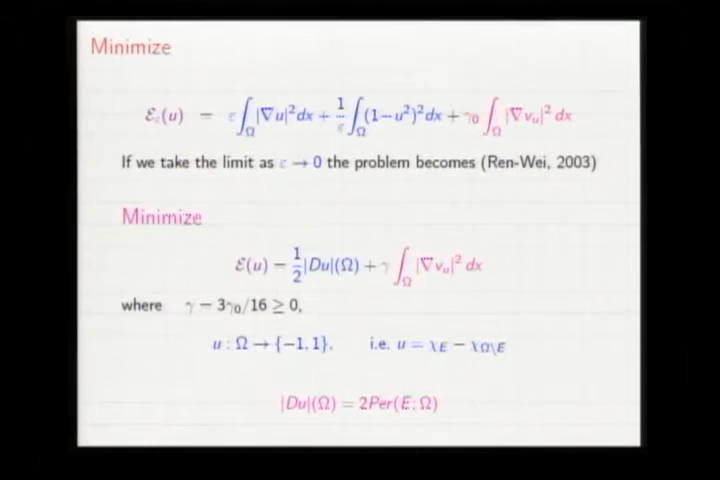 Minimize
ℰ_ε(u) = ε∫_Ω |∇u|² dx + 1/ε ∫_Ω (1−u²)² dx + γ₀ ∫_Ω |∇v_u|² dx
If we take the limit as ε → 0 the problem becomes (Ren-Wei, 2003)
Minimize
ℰ(u) = 1/2 |Du|(Ω) + γ ∫_Ω |∇v_u|² dx
where γ = 3γ₀/16 ≥ 0,
u : Ω → {−1, 1}, i.e. u = χ_E − χ_{Ω\E}
|Du|(Ω) = 2Per(E; Ω)